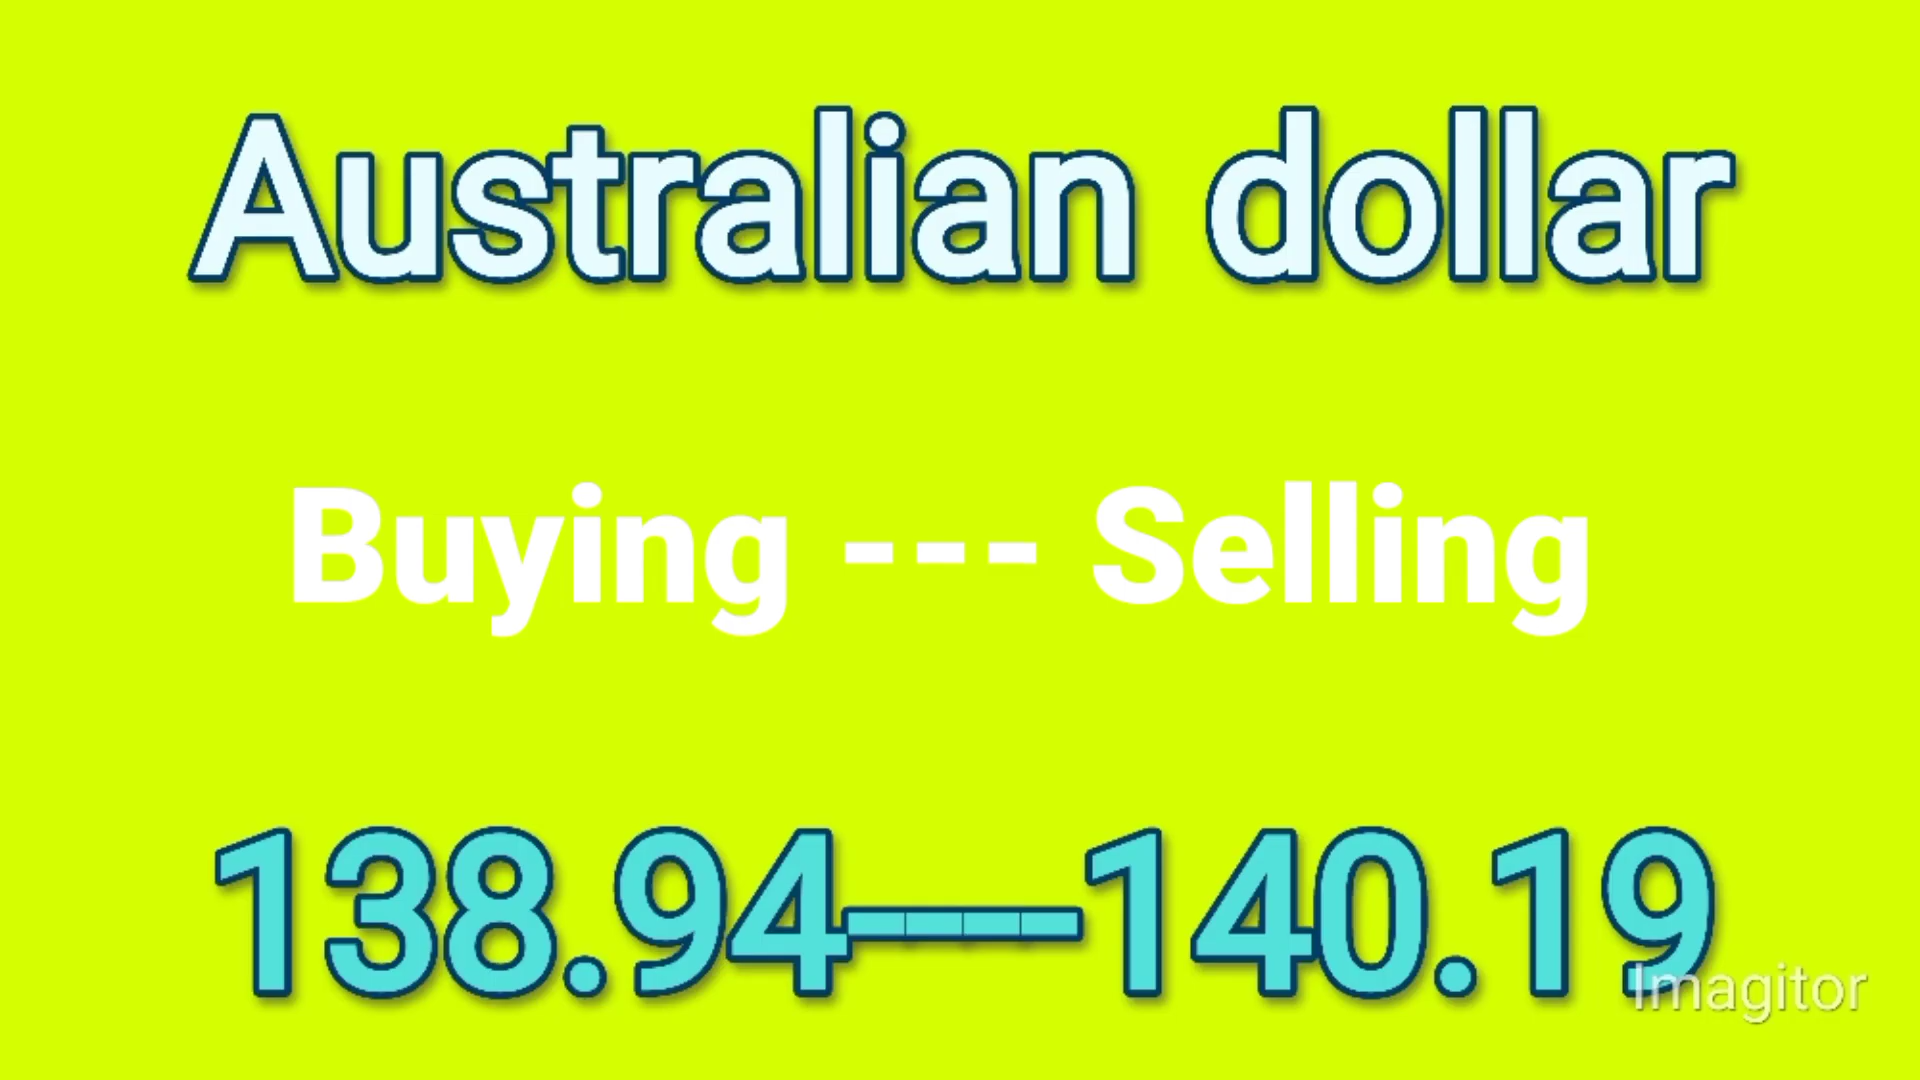 Australian dollar
Buying --- Selling
138.94----140.19
Imagitor